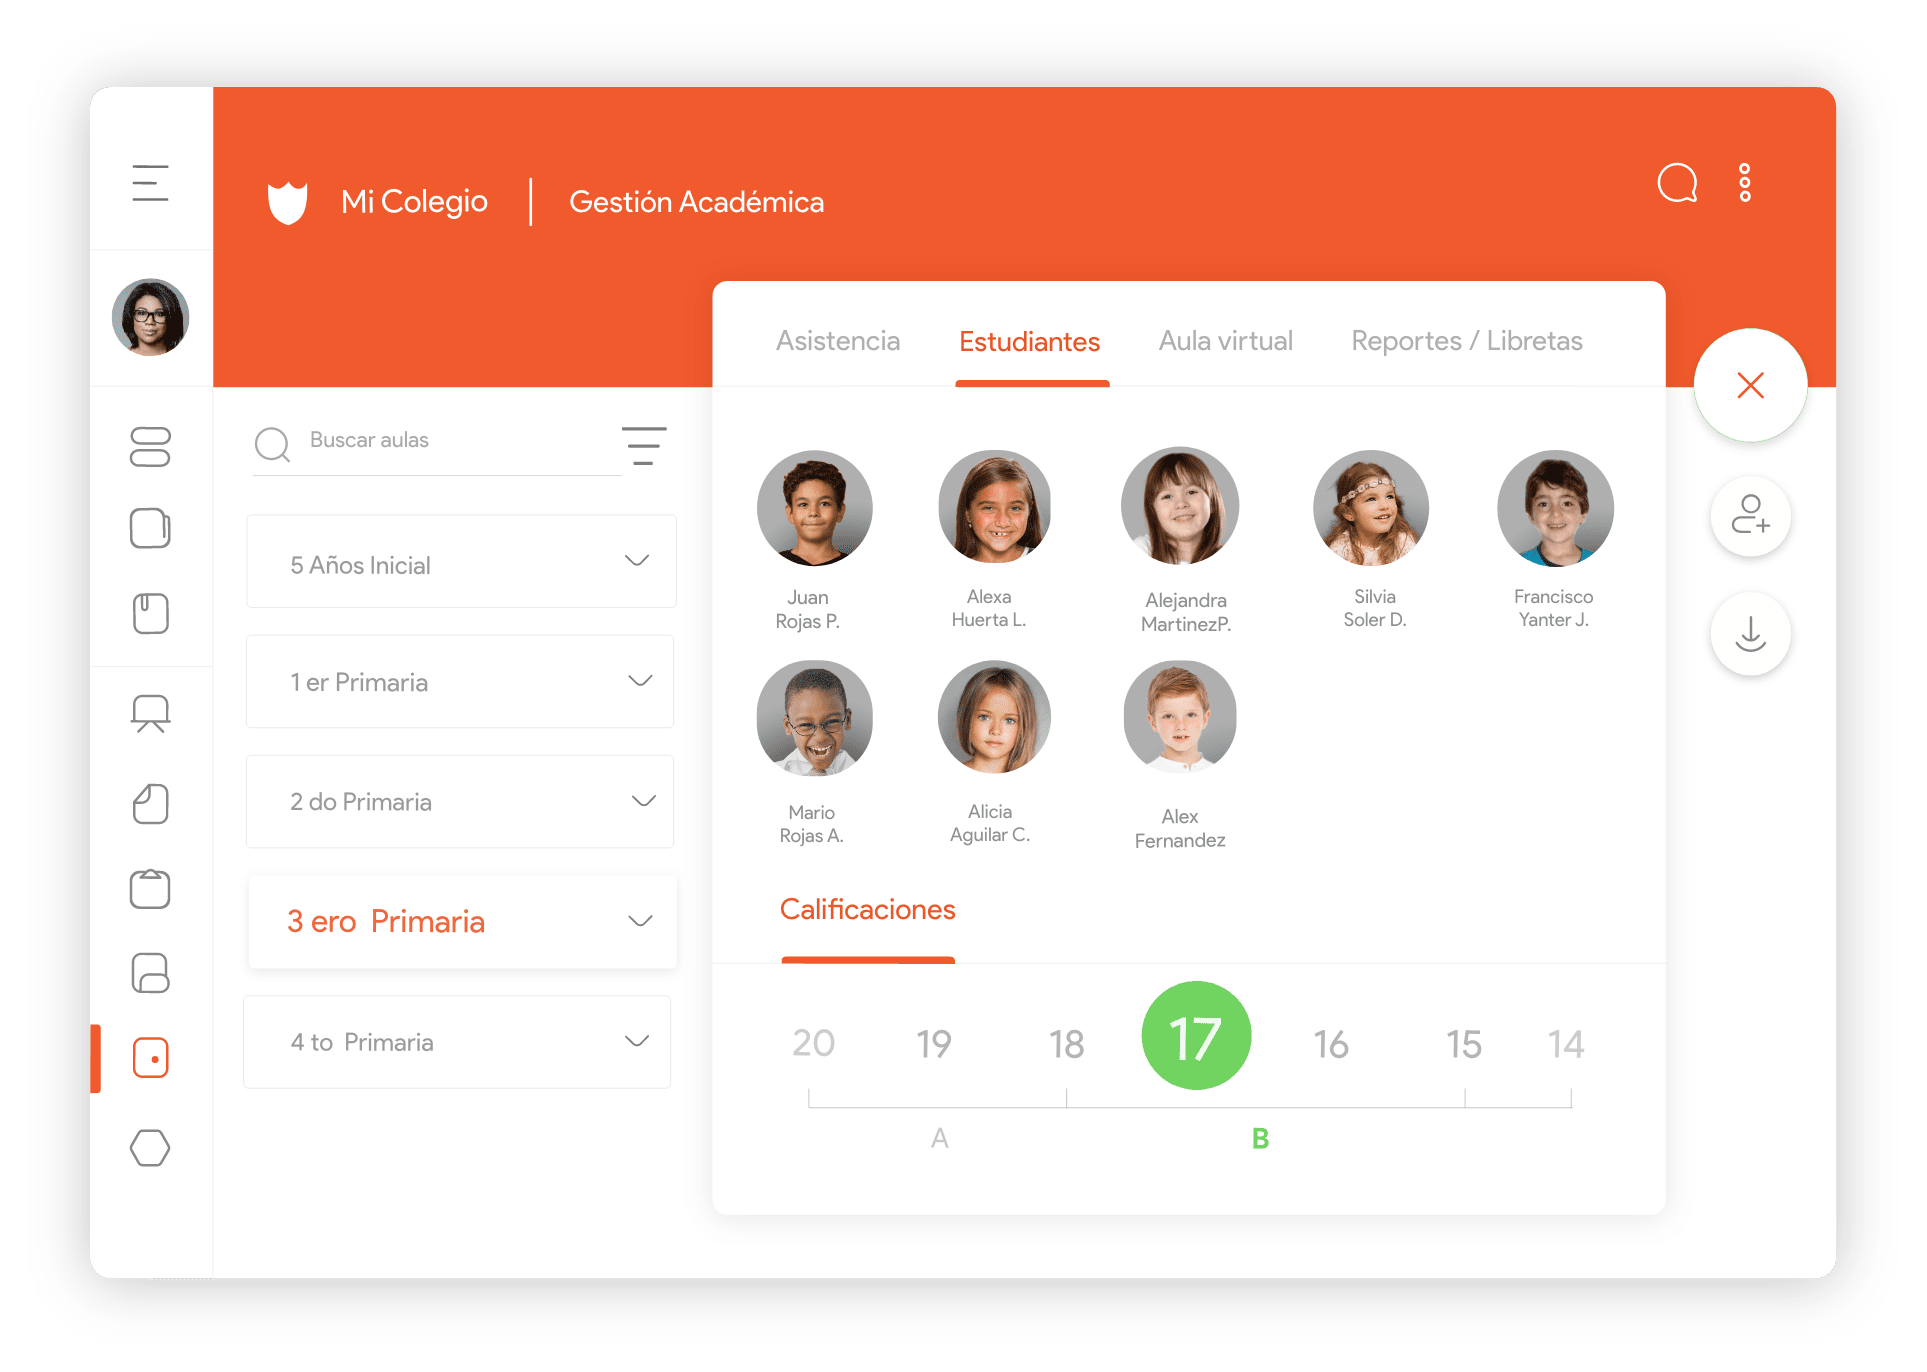 Mi Colegio
Gestión Académica
Asistencia
Estudiantes
Aula virtual
Reportes / Libretas
Buscar aulas
5 Años Inicial
1 er Primaria
2 do Primaria
3 ero Primaria
4 to Primaria
Juan
Rojas P.
Alexa
Huerta L.
Alejandra
MartinezP.
Silvia
Soler D.
Francisco
Yanter J.
Mario
Rojas A.
Alicia
Aguilar C.
Alex
Fernandez
Calificaciones
20 19 18 17 16 15 14
A B